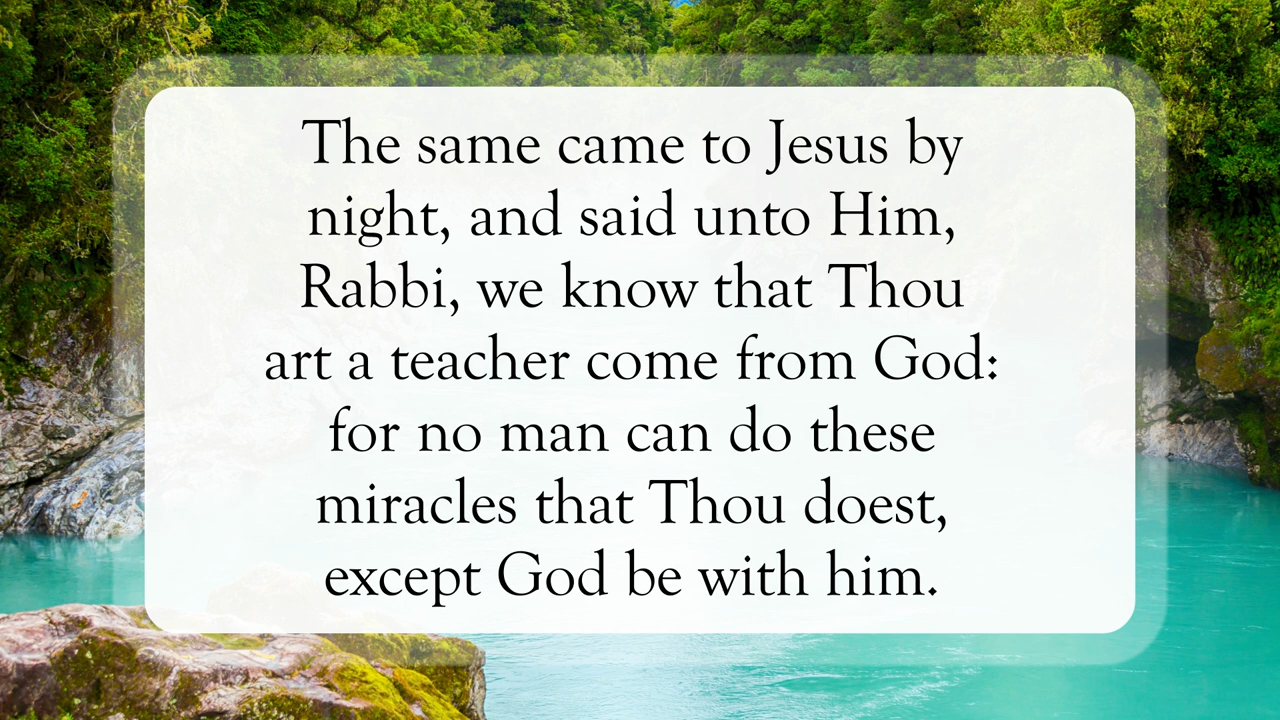 The same came to Jesus by
night, and said unto Him,
Rabbi, we know that Thou
art a teacher come from God:
for no man can do these
miracles that Thou doest,
except God be with him.